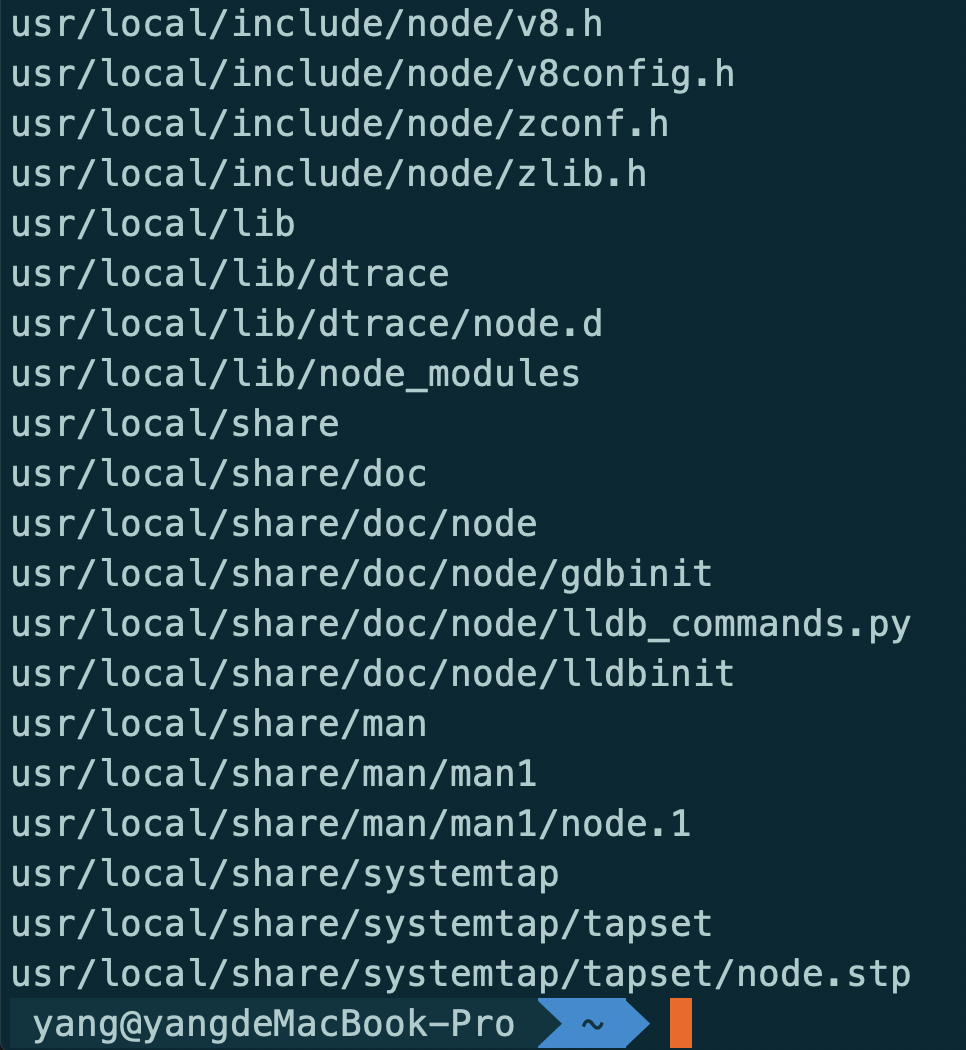 usr/local/include/node/v8.h
usr/local/include/node/v8config.h
usr/local/include/node/zconf.h
usr/local/include/node/zlib.h
usr/local/lib
usr/local/lib/dtrace
usr/local/lib/dtrace/node.d
usr/local/lib/node_modules
usr/local/share
usr/local/share/doc
usr/local/share/doc/node
usr/local/share/doc/node/gdbinit
usr/local/share/doc/node/lldb_commands.py
usr/local/share/doc/node/lldbinit
usr/local/share/man
usr/local/share/man/man1
usr/local/share/man/man1/node.1
usr/local/share/systemtap
usr/local/share/systemtap/tapset
usr/local/share/systemtap/tapset/node.stp
yang@yangdeMacBook-Pro ~